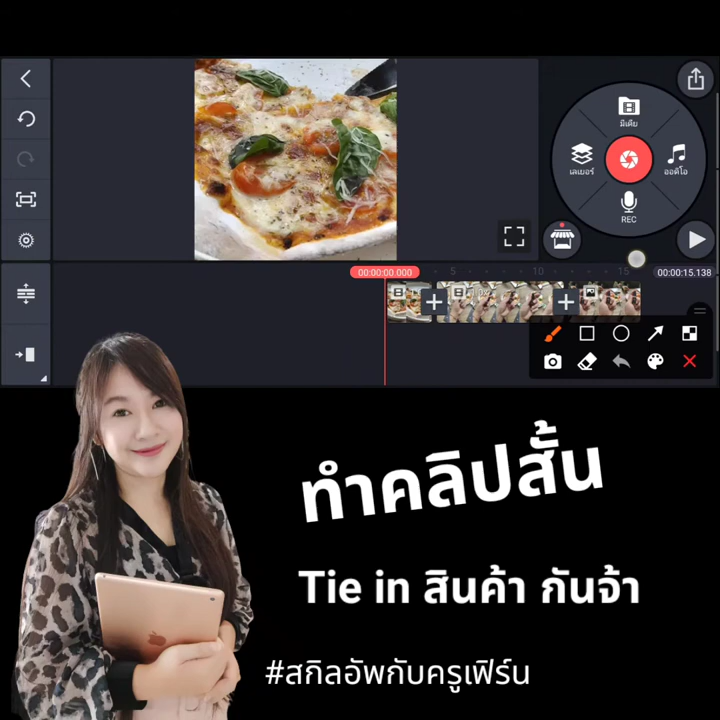 มีเดีย
เลเยอร์
ออดิโอ
REC
00:00:00.000
5
10
15
00:00:15.138
ทำคลิปสั้น
Tie in สินค้า กันจ้า
#สกิลอัพกับครูเฟิร์น